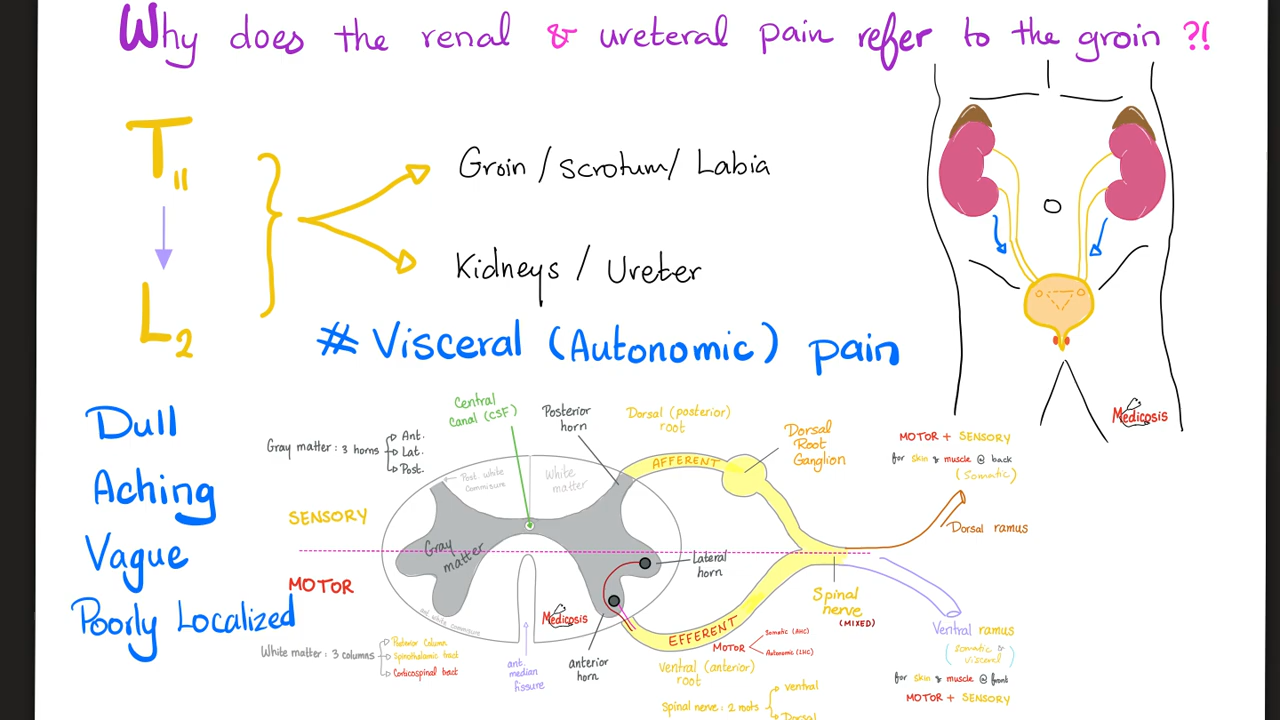 Why does the renal & ureteral pain refer to the groin ?!
T11
L2
Groin / scrotum / Labia
Kidneys / Ureter
# Visceral (Autonomic) pain
Dull
Aching
Vague
Poorly Localized
Medicosis
Gray matter : 3 horns
Ant.
Lat.
Post.
Central
Canal (CSF)
Posterior
horn
Dorsal (posterior)
root
Dorsal
Root
Ganglion
AFFERENT
Post. white
Commisure
White
matter
SENSORY
Gray
matter
MOTOR
Lateral
horn
Medicosis
White matter : 3 columns
Posterior Column
Spinothalamic tract
Corticospinal tract
ant.
median
fissure
anterior
horn
EFFERENT
MOTOR
Somatic (AHC)
Autonomic (LHC)
Ventral (anterior)
root
Spinal nerve : 2 roots
ventral
Dorsal
Spinal
nerve
(MIXED)
MOTOR + SENSORY
for skin & muscle @ back
(Somatic)
Dorsal ramus
Ventral ramus
(somatic &
visceral)
for skin & muscle @ front
MOTOR + SENSORY